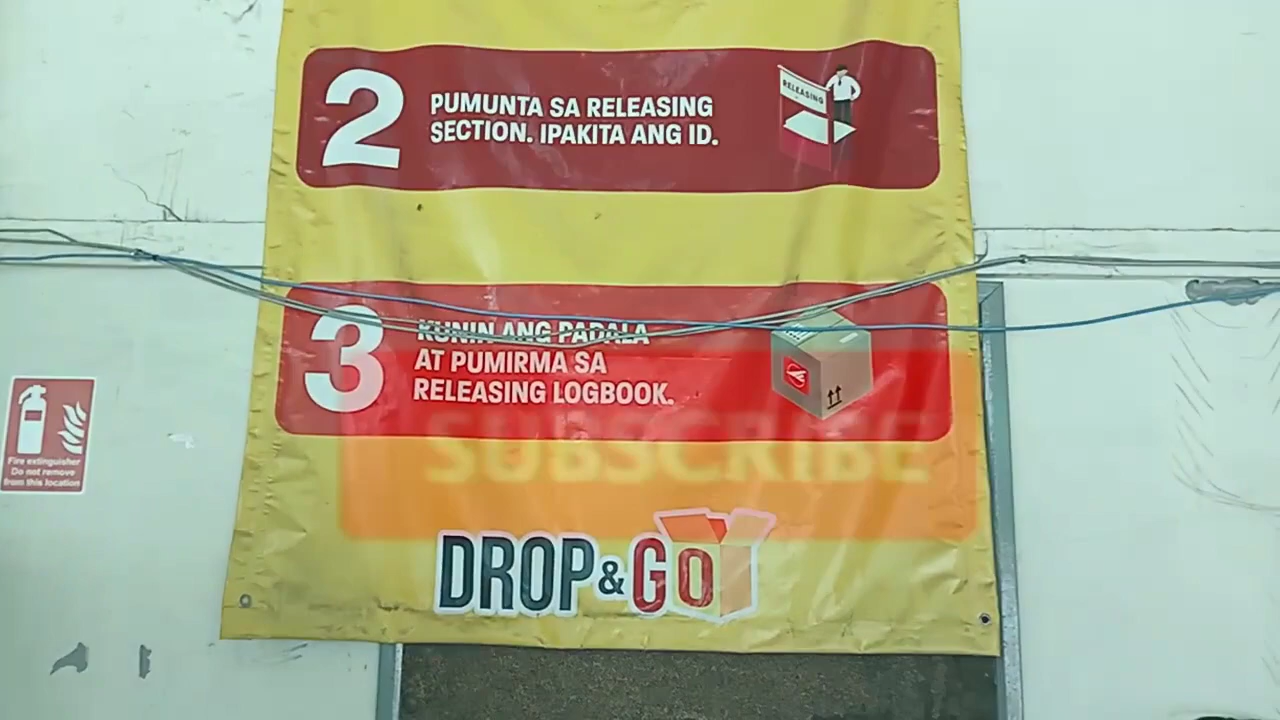 2
PUMUNTA SA RELEASING
SECTION. IPAKITA ANG ID.
RELEASING
3
KUNIN ANG PADALA
AT PUMIRMA SA
RELEASING LOGBOOK.
SUBSCRIBE
Fire extinguisher
Do not remove
from this location
DROP & GO